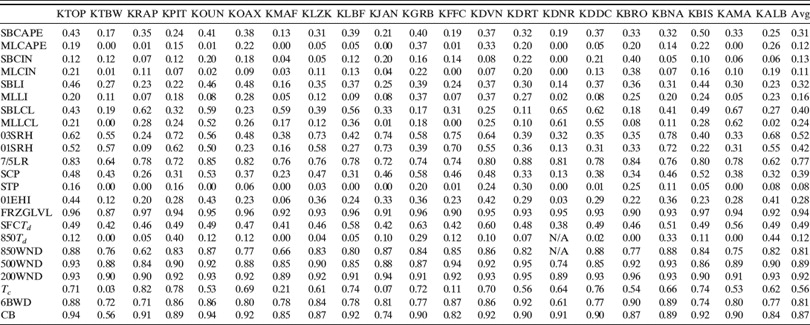 KTOP KTBW KRAP KPIT KOUN KOAX KMAF KLZK KLBF KJAN KGRB KFFC KDVN KDRT KDNR KDDC KBRO KBNA KBIS KAMA KALB Avg
SBCAPE 0.43 0.17 0.35 0.24 0.41 0.38 0.13 0.31 0.39 0.21 0.40 0.19 0.37 0.32 0.19 0.37 0.33 0.32 0.50 0.33 0.25 0.31
MLCAPE 0.19 0.00 0.01 0.15 0.01 0.22 0.00 0.05 0.05 0.00 0.37 0.01 0.33 0.20 0.00 0.05 0.20 0.14 0.22 0.00 0.26 0.12
SBCIN 0.12 0.12 0.07 0.12 0.20 0.18 0.04 0.05 0.12 0.20 0.16 0.14 0.08 0.22 0.00 0.21 0.40 0.05 0.10 0.06 0.06 0.13
MLCIN 0.21 0.01 0.11 0.07 0.02 0.09 0.03 0.11 0.13 0.04 0.22 0.00 0.07 0.20 0.00 0.13 0.38 0.07 0.16 0.10 0.19 0.11
SBLI 0.46 0.27 0.23 0.22 0.46 0.48 0.16 0.35 0.37 0.25 0.39 0.24 0.37 0.30 0.14 0.37 0.36 0.31 0.44 0.30 0.23 0.32
MLLI 0.20 0.11 0.07 0.18 0.08 0.28 0.05 0.12 0.09 0.08 0.37 0.07 0.37 0.27 0.02 0.08 0.25 0.20 0.24 0.05 0.23 0.16
SBLCL 0.43 0.19 0.62 0.32 0.59 0.23 0.59 0.39 0.56 0.33 0.17 0.31 0.25 0.11 0.65 0.62 0.18 0.41 0.49 0.67 0.27 0.40
MLLCL 0.21 0.00 0.28 0.24 0.52 0.26 0.17 0.12 0.36 0.01 0.18 0.00 0.25 0.10 0.61 0.55 0.08 0.11 0.28 0.62 0.02 0.24
03SRH 0.62 0.55 0.24 0.72 0.56 0.48 0.38 0.73 0.42 0.74 0.58 0.75 0.64 0.39 0.32 0.35 0.35 0.78 0.40 0.33 0.68 0.52
01SRH 0.52 0.57 0.09 0.62 0.50 0.23 0.16 0.58 0.27 0.73 0.39 0.70 0.55 0.36 0.13 0.31 0.33 0.72 0.22 0.31 0.55 0.42
7/5LR 0.83 0.64 0.78 0.72 0.85 0.82 0.76 0.76 0.78 0.72 0.74 0.74 0.80 0.88 0.81 0.78 0.84 0.76 0.80 0.78 0.62 0.77
SCP 0.48 0.43 0.26 0.31 0.53 0.37 0.23 0.47 0.31 0.46 0.58 0.46 0.48 0.33 0.13 0.38 0.34 0.46 0.52 0.38 0.32 0.39
STP 0.16 0.00 0.00 0.16 0.00 0.06 0.00 0.03 0.00 0.00 0.20 0.01 0.24 0.30 0.00 0.01 0.25 0.11 0.05 0.00 0.08 0.08
01EHI 0.44 0.12 0.20 0.28 0.43 0.23 0.06 0.36 0.24 0.33 0.36 0.23 0.42 0.29 0.03 0.29 0.22 0.36 0.23 0.28 0.41 0.28
FRZGLVL 0.96 0.87 0.97 0.94 0.95 0.96 0.92 0.93 0.96 0.91 0.96 0.90 0.95 0.93 0.95 0.93 0.90 0.93 0.97 0.94 0.92 0.94
SFCTd 0.49 0.42 0.46 0.49 0.49 0.47 0.41 0.46 0.58 0.42 0.63 0.42 0.60 0.48 0.38 0.49 0.46 0.51 0.49 0.56 0.49 0.49
850Td 0.12 0.00 0.05 0.40 0.12 0.12 0.00 0.04 0.05 0.10 0.29 0.12 0.10 0.07 N/A 0.02 0.00 0.33 0.11 0.00 0.44 0.12
850WND 0.88 0.76 0.62 0.83 0.87 0.77 0.66 0.83 0.80 0.87 0.84 0.85 0.86 0.82 N/A 0.88 0.77 0.88 0.84 0.75 0.82 0.81
500WND 0.93 0.88 0.84 0.90 0.92 0.88 0.85 0.90 0.85 0.88 0.87 0.94 0.92 0.95 0.74 0.85 0.92 0.93 0.86 0.89 0.90 0.89
200WND 0.93 0.90 0.90 0.92 0.93 0.92 0.89 0.92 0.91 0.94 0.91 0.92 0.93 0.95 0.89 0.93 0.96 0.93 0.90 0.91 0.93 0.92
Tc 0.71 0.03 0.82 0.78 0.53 0.69 0.21 0.61 0.74 0.07 0.72 0.11 0.70 0.56 0.64 0.76 0.54 0.66 0.74 0.53 0.62 0.56
6BWD 0.88 0.72 0.71 0.86 0.86 0.80 0.78 0.84 0.78 0.81 0.77 0.87 0.86 0.92 0.61 0.77 0.90 0.89 0.74 0.80 0.77 0.81
CB 0.94 0.56 0.91 0.89 0.94 0.92 0.85 0.87 0.92 0.74 0.90 0.82 0.92 0.90 0.91 0.90 0.87 0.89 0.92 0.90 0.84 0.87